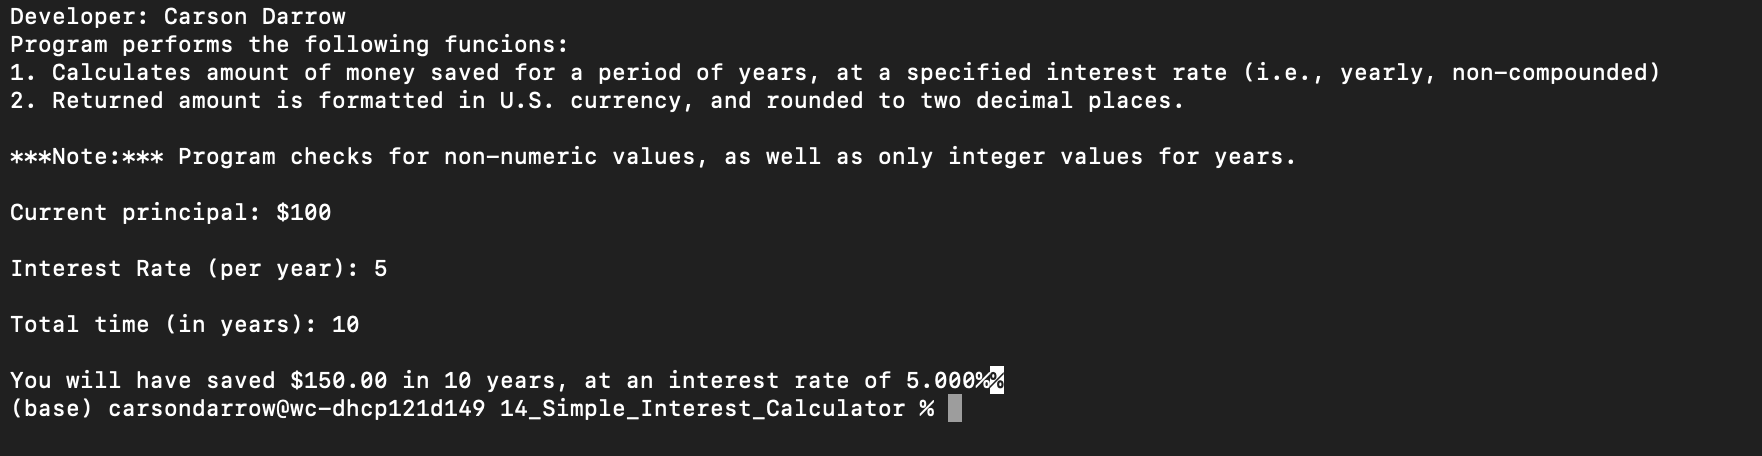 Developer: Carson Darrow
Program performs the following funcions:
1. Calculates amount of money saved for a period of years, at a specified interest rate (i.e., yearly, non-compounded)
2. Returned amount is formatted in U.S. currency, and rounded to two decimal places.
***Note:*** Program checks for non-numeric values, as well as only integer values for years.
Current principal: $100
Interest Rate (per year): 5
Total time (in years): 10
You will have saved $150.00 in 10 years, at an interest rate of 5.000%%
(base) carsondarrow@wc-dhcp121d149 14_Simple_Interest_Calculator %